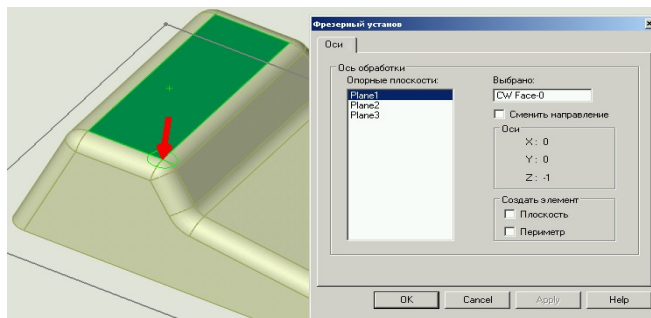 Фрезерный установ
Оси
Ось обработки
Опорные плоскости:
Plane1
Plane2
Plane3
Выбрано:
CW Face-0
Сменить направление
Оси
X: 0
Y: 0
Z: -1
Создать элемент
Плоскость
Периметр
OK
Cancel
Apply
Help